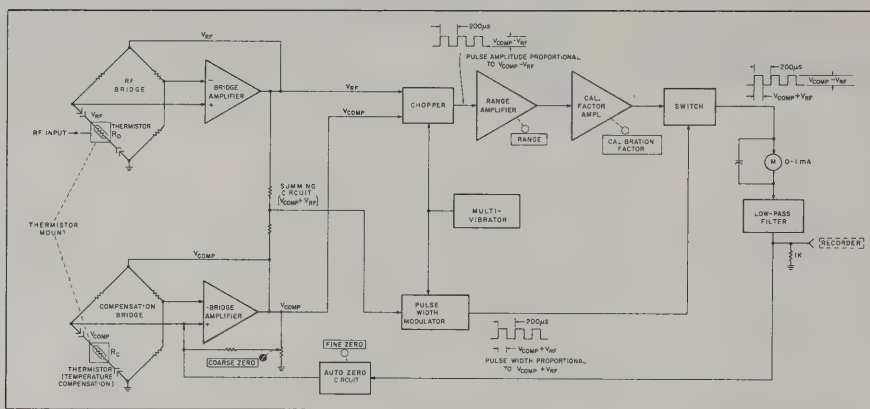 VRF
RF
BRIDGE
-
+
BRIDGE
AMPLIFIER
VRF
THERMISTOR
RD
RF INPUT
THERMISTOR
MOUNT
VRF
VCOMP
SUMMING
CIRCUIT
(VCOMP+VRF)
200μS
VCOMP-VRF
PULSE AMPLITUDE PROPORTIONAL
TO VCOMP-VRF
CHOPPER
RANGE
AMPLIFIER
RANGE
CAL.
FACTOR
AMPL
CALIBRATION
FACTOR
SWITCH
200μS
VCOMP-VRF
VCOMP+VRF
M
0-1mA
LOW-PASS
FILTER
RECORDER
1K
MULTI-
VIBRATOR
PULSE
WIDTH
MODULATOR
200μS
VCOMP+VRF
PULSE WIDTH PROPORTIONAL
TO VCOMP+VRF
VCOMP
COMPENSATION
BRIDGE
-
+
BRIDGE
AMPLIFIER
VCOMP
VCOMP
RC
THERMISTOR
(TEMPERATURE
COMPENSATION)
COARSE ZERO
FINE ZERO
AUTO ZERO
CIRCUIT